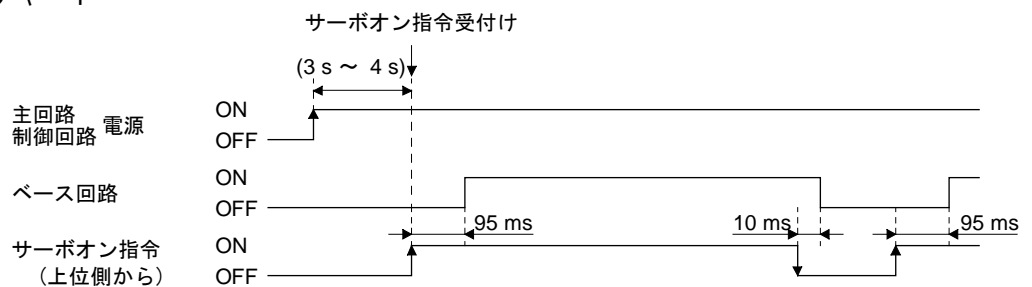 サーボオン指令受付け
(3 s ～ 4 s)
主回路
制御回路 電源
ON
OFF
ベース回路
ON
OFF
95 ms
10 ms
95 ms
サーボオン指令
(上位側から)
ON
OFF